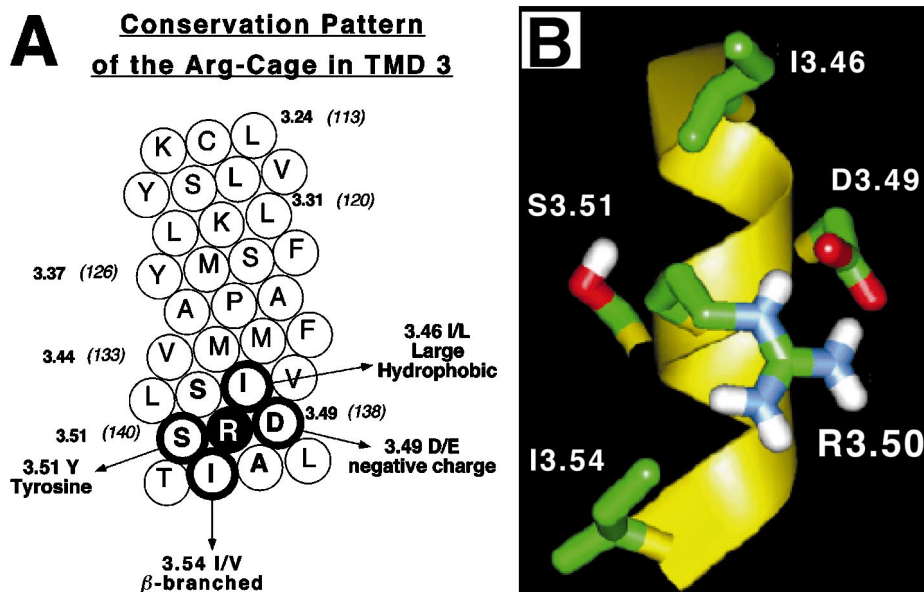 A
Conservation Pattern
of the Arg-Cage in TMD 3
3.24 (113)
K C L
Y S L V
3.31 (120)
L K L
3.37 (126)
Y M S F
A P A
3.44 (133)
V M M F
3.46 I/L
Large
Hydrophobic
L S I V
3.49 (138)
3.51 (140)
S R D
3.51 Y
Tyrosine
T I A L
3.49 D/E
negative charge
3.54 I/V
β-branched
B
I3.46
D3.49
S3.51
R3.50
I3.54